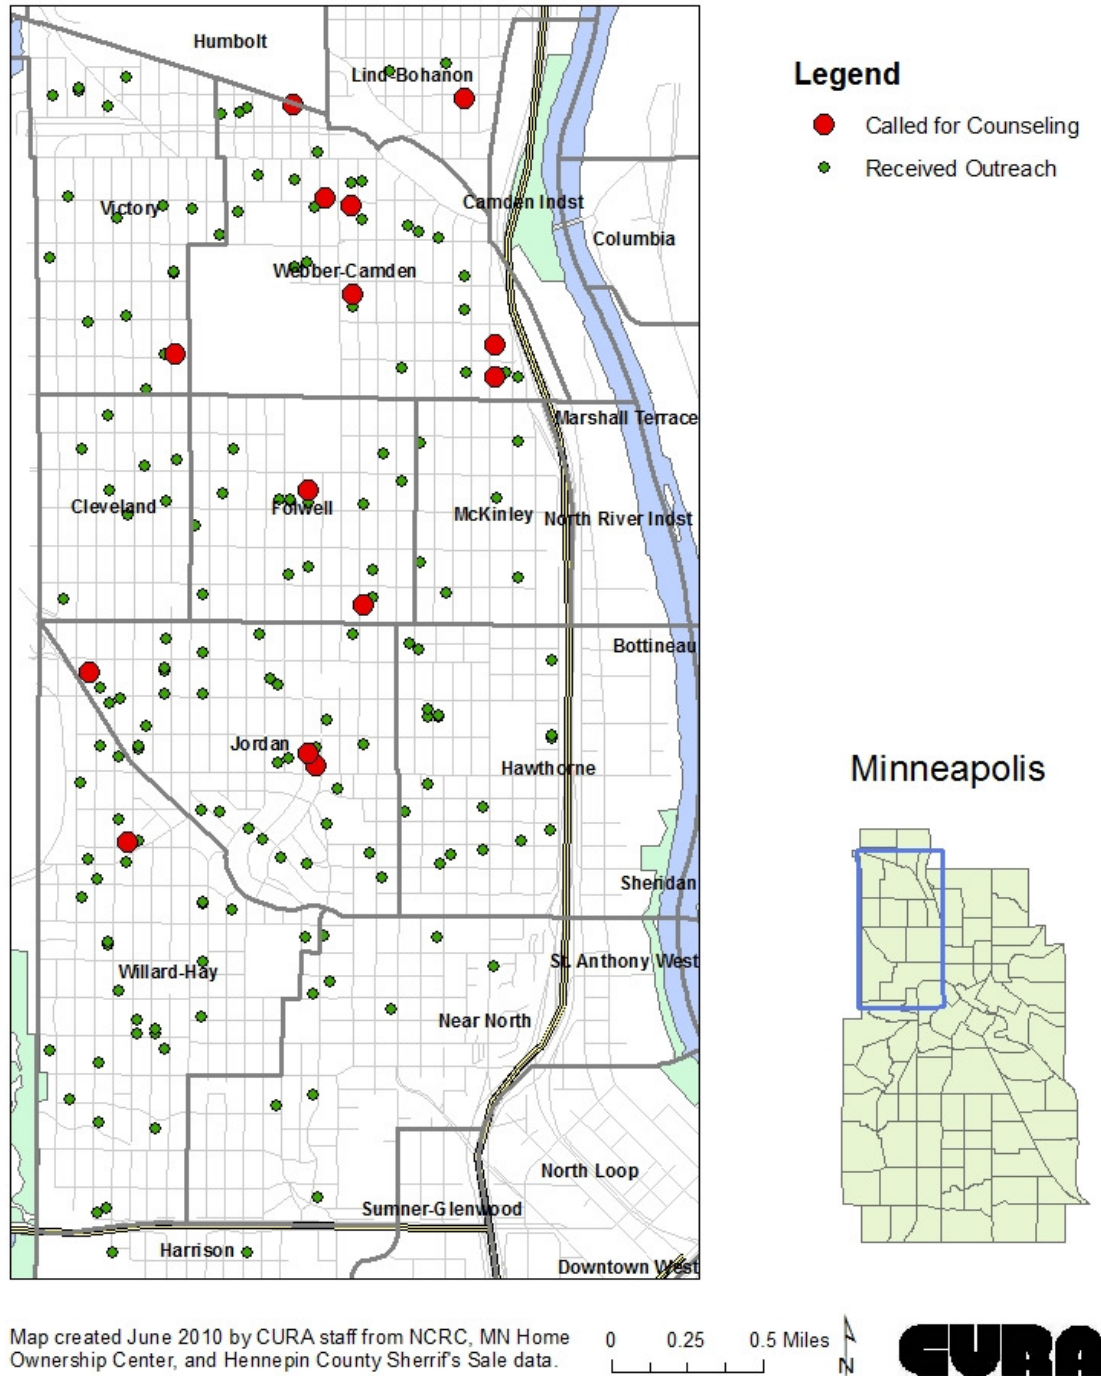 Humbolt
Lind-Bohanon
Legend
Called for Counseling
Received Outreach
Victory
Camden Indst
Columbia
Webber-Camden
Marshall Terrace
Cleveland
Folwell
McKinley
North River Indst
Bottineau
Jordan
Hawthorne
Minneapolis
Sheridan
St. Anthony West
Willard-Hay
Near North
North Loop
Sumner-Glenwood
Harrison
Downtown West
Map created June 2010 by CURA staff from NCRC, MN Home
Ownership Center, and Hennepin County Sherrif's Sale data.
0 0.25 0.5 Miles
N
CURA